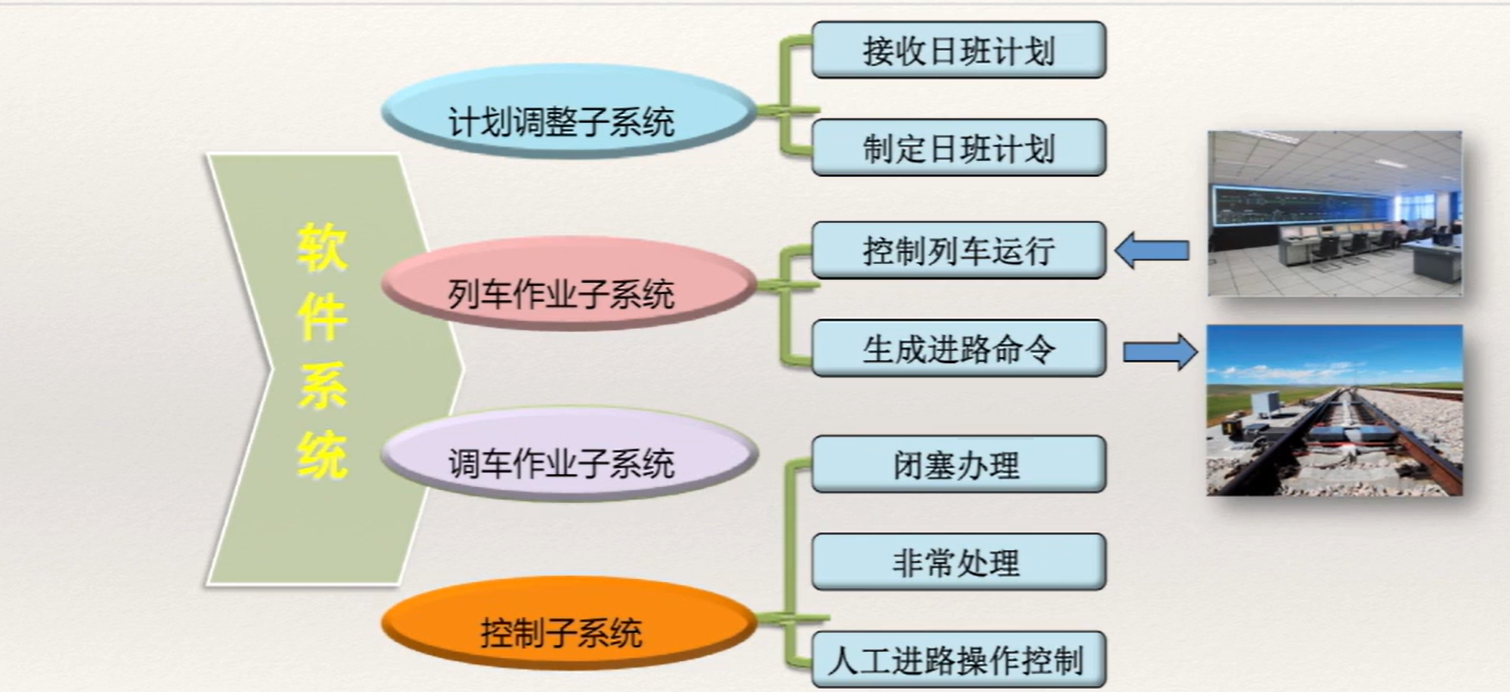 软件系统
计划调整子系统
接收日班计划
制定日班计划
列车作业子系统
控制列车运行
生成进路命令
调车作业子系统
控制子系统
闭塞办理
非常处理
人工进路操作控制